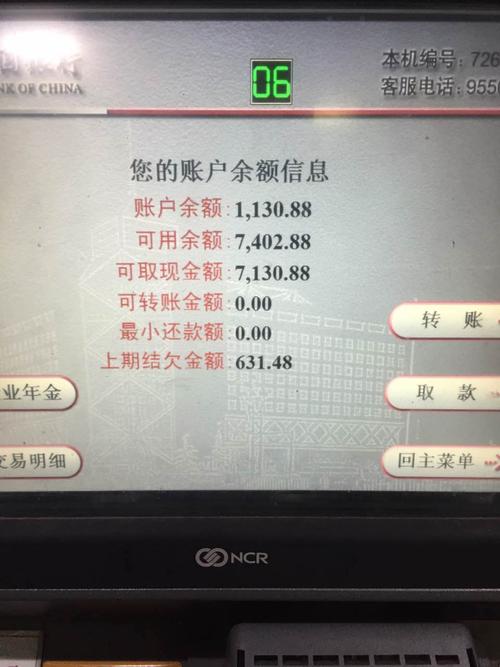 NK OF CHINA
06
本机编号:726
客服电话:9556
您的账户余额信息
账户余额:1,130.88
可用余额:7,402.88
可取现金额:7,130.88
可转账金额:0.00
最小还款额:0.00
上期结欠金额:631.48
转 账
业年金
取 款
交易明细
回主菜单
NCR